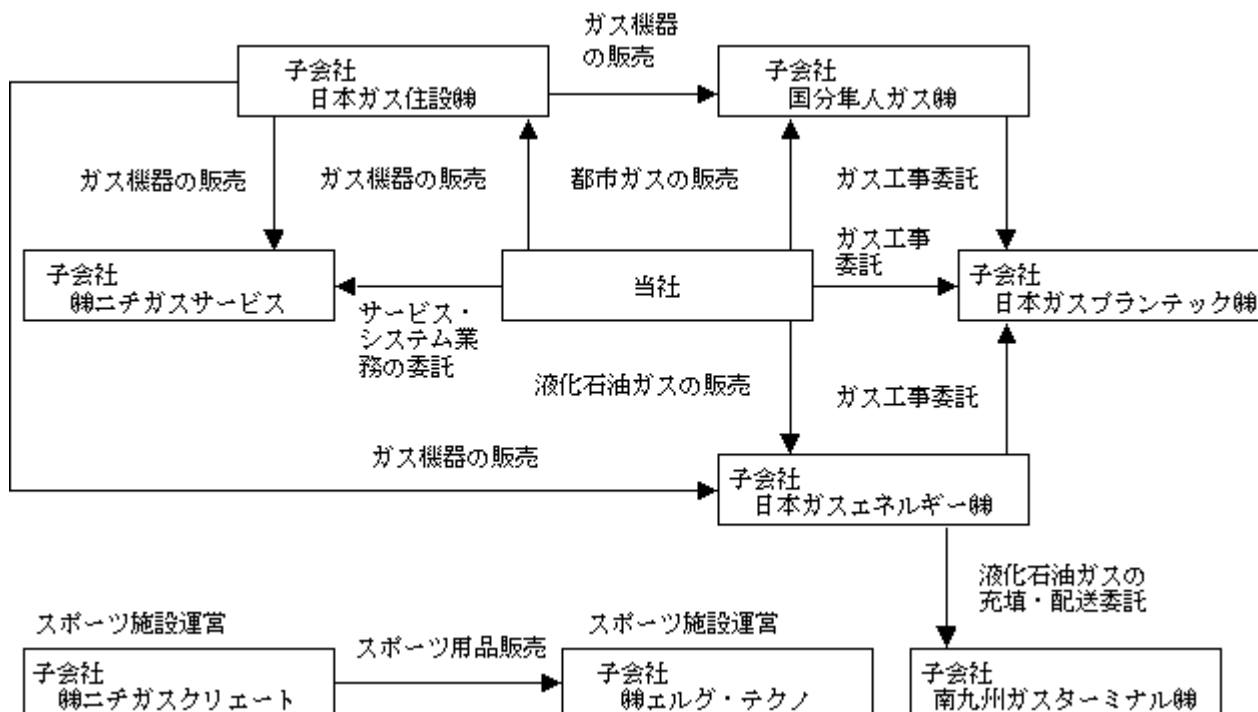 ガス機器
の販売
子会社
日本ガス住設㈱
子会社
国分隼人ガス㈱
ガス機器の販売
ガス機器の販売
都市ガスの販売
ガス工事委託
ガス工事
委託
子会社
㈱ニチガスサービス
当社
子会社
日本ガスプランテック㈱
サービス・
システム業
務の委託
液化石油ガスの販売
ガス工事委託
ガス機器の販売
子会社
日本ガスエネルギー㈱
液化石油ガスの
充填・配送委託
スポーツ施設運営
スポーツ用品販売
スポーツ施設運営
子会社
㈱ニチガスクリエート
子会社
㈱エルグ・テクノ
子会社
南九州ガスターミナル㈱